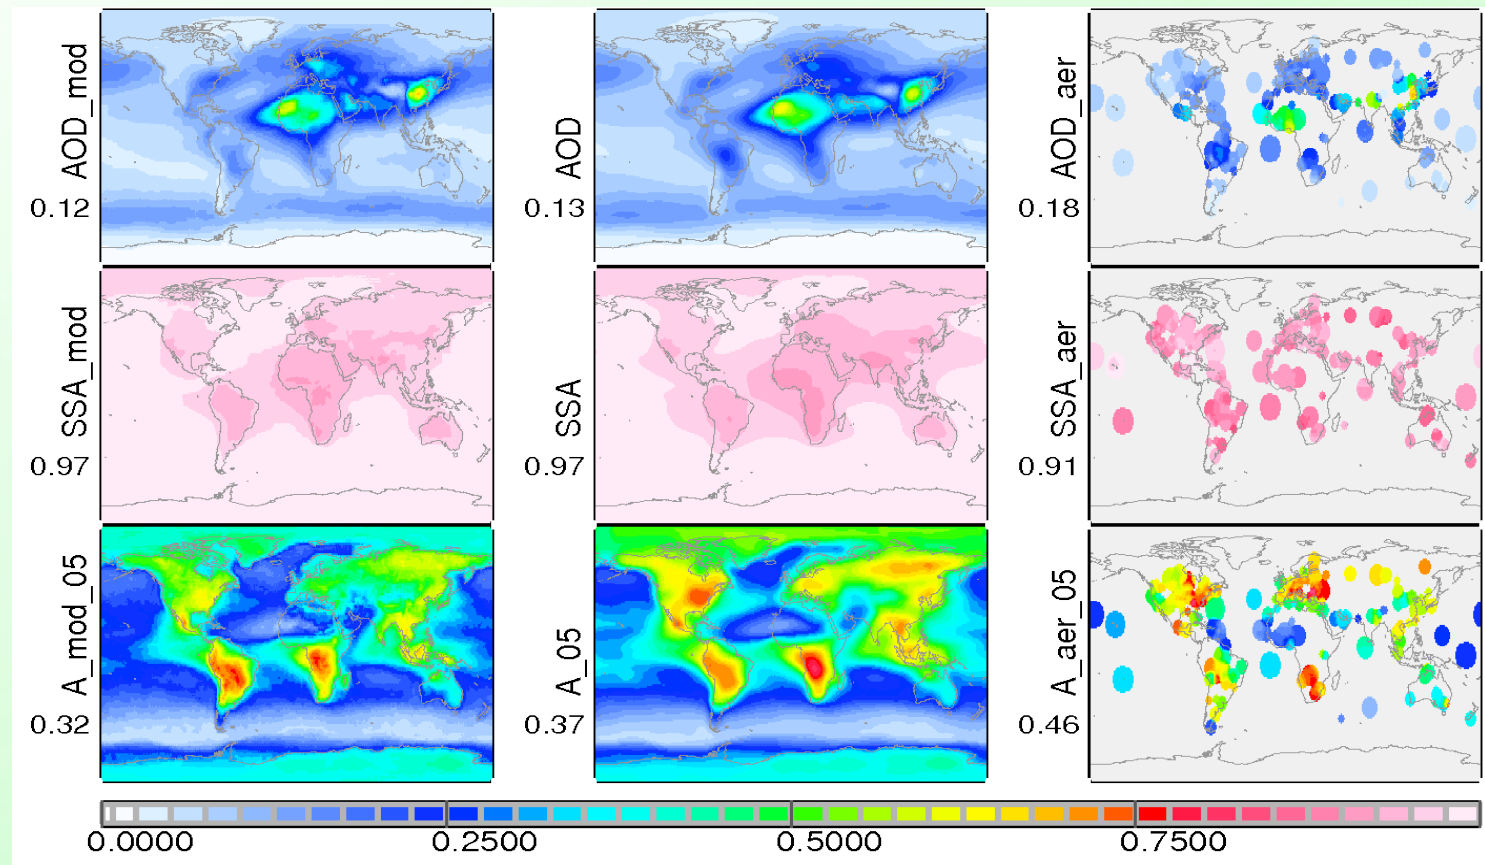 AOD_mod
0.12
AOD
0.13
AOD_aer
0.18
SSA_mod
0.97
SSA
0.97
SSA_aer
0.91
A_mod_05
0.32
A_05
0.37
A_aer_05
0.46
0.0000 0.2500 0.5000 0.7500